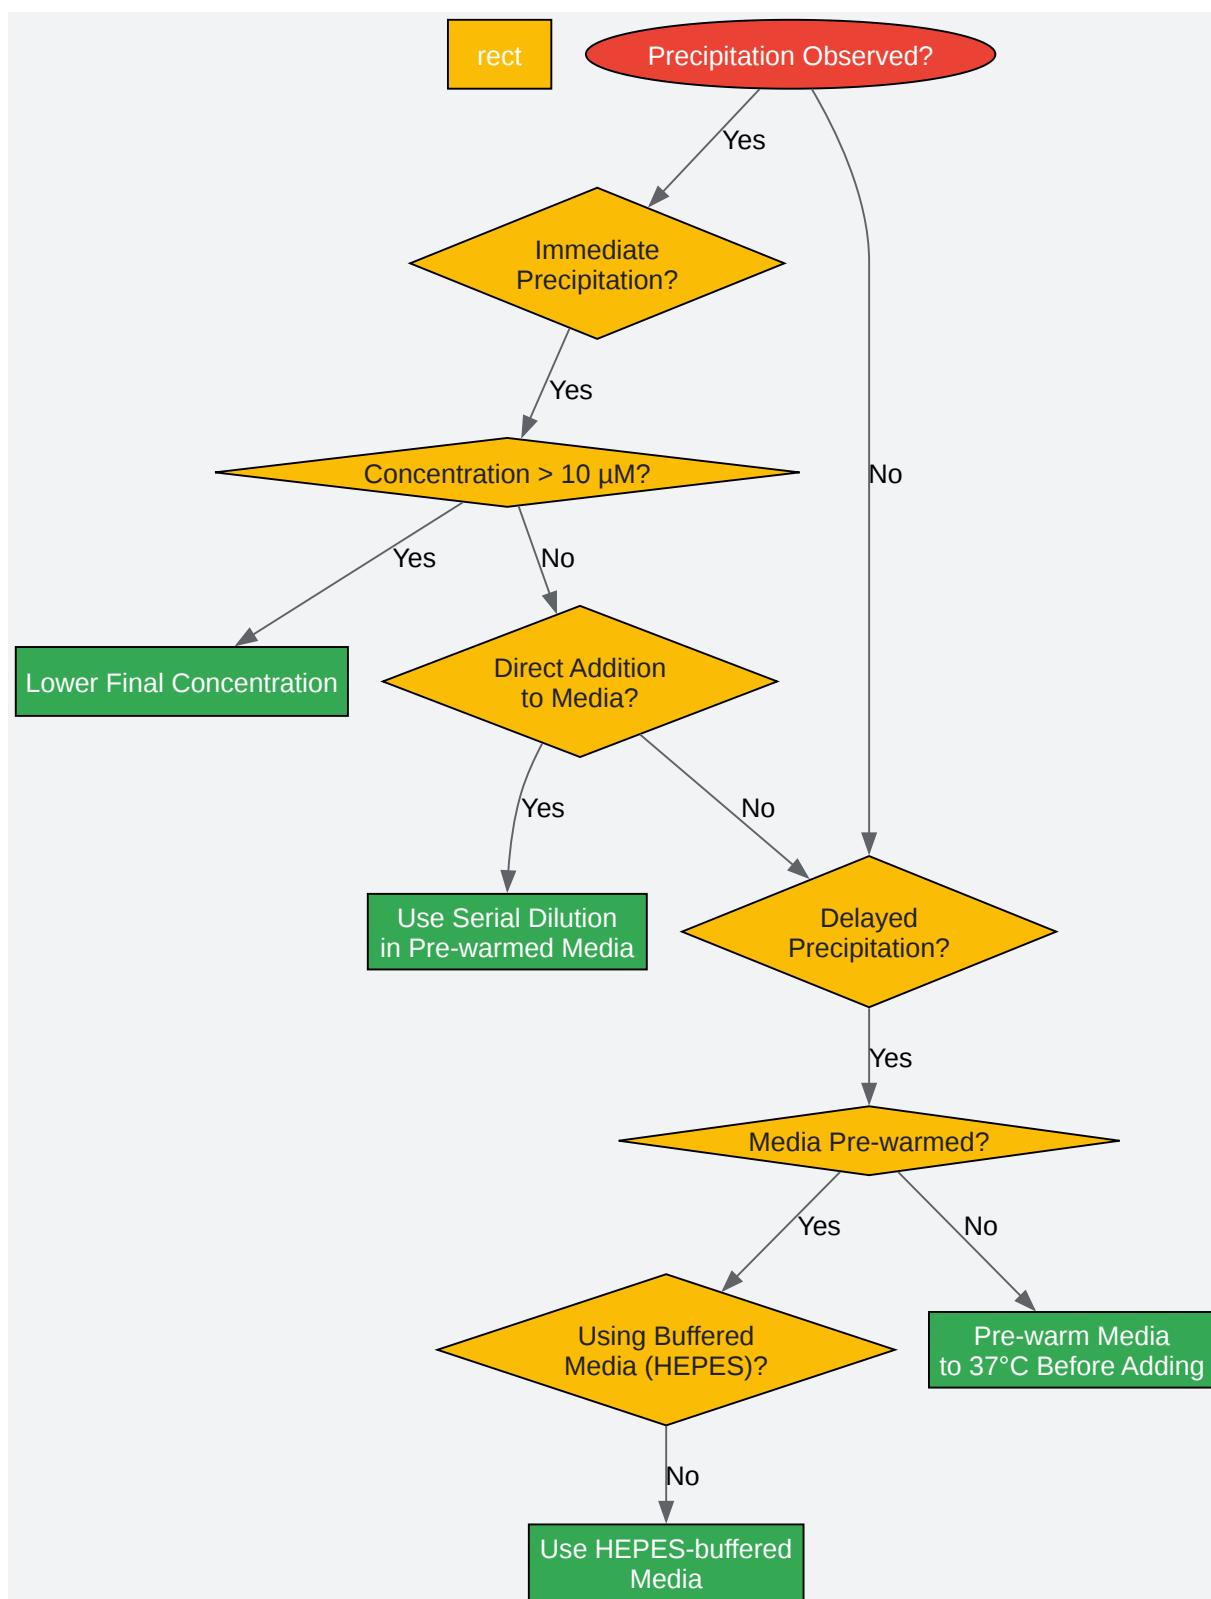 rect
Precipitation Observed?
Yes
Immediate
Precipitation?
Yes
Concentration > 10 µM?
No
Yes
No
Direct Addition
to Media?
Lower Final Concentration
Yes
No
Use Serial Dilution
in Pre-warmed Media
Delayed
Precipitation?
Yes
Media Pre-warmed?
Yes
No
Using Buffered
Media (HEPES)?
Pre-warm Media
to 37°C Before Adding
No
Use HEPES-buffered
Media